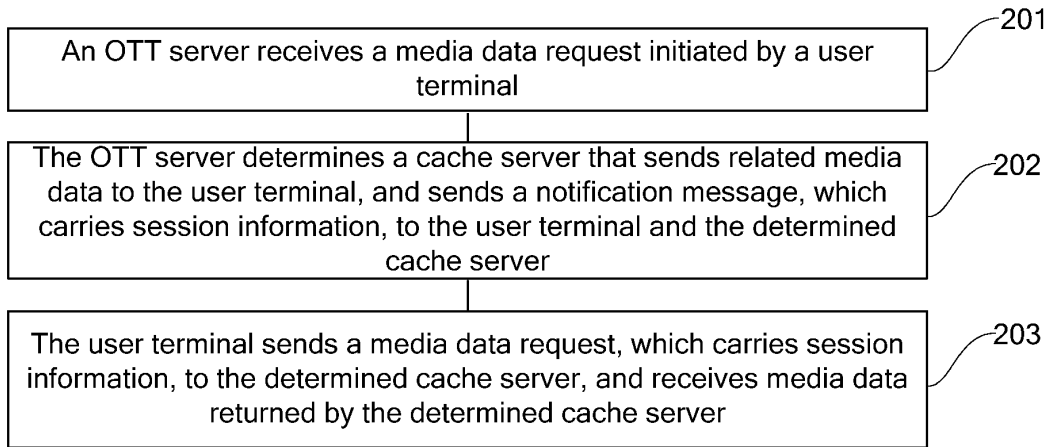 201
An OTT server receives a media data request initiated by a user
terminal
202
The OTT server determines a cache server that sends related media
data to the user terminal, and sends a notification message, which
carries session information, to the user terminal and the determined
cache server
203
The user terminal sends a media data request, which carries session
information, to the determined cache server, and receives media data
returned by the determined cache server